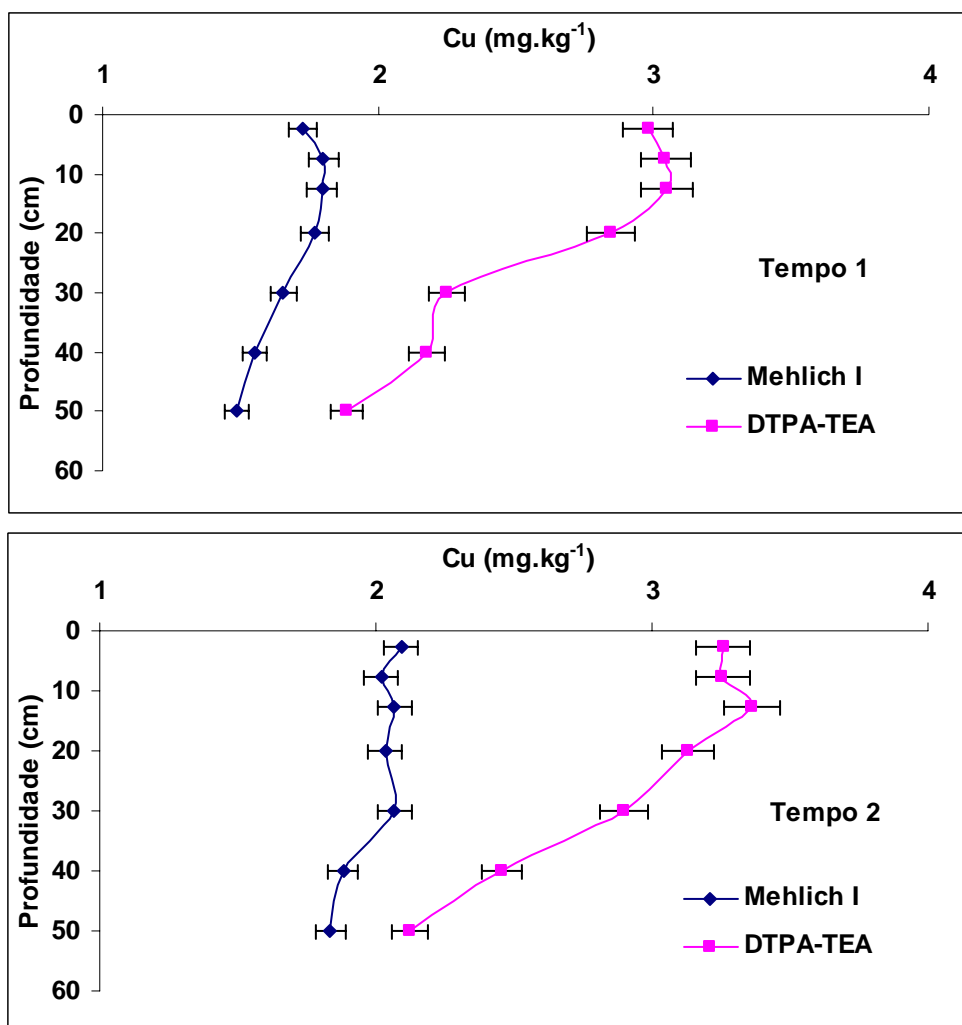 Cu (mg.kg-1)
1 2 3 4
0
10
20
30
40
50
60
Profundidade (cm)
Tempo 1
Mehlich I
DTPA-TEA
Cu (mg.kg-1)
1 2 3 4
0
10
20
30
40
50
60
Profundidade (cm)
Tempo 2
Mehlich I
DTPA-TEA